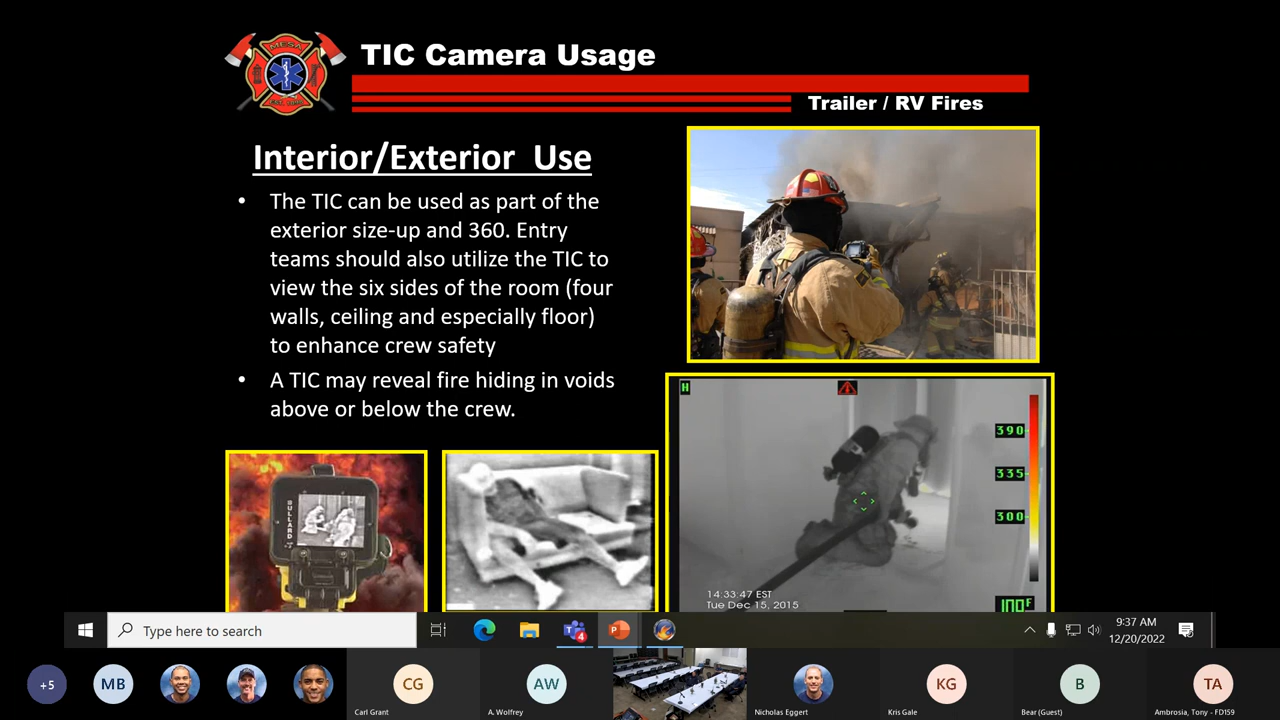 MESA
EST. 1898
TIC Camera Usage
Trailer / RV Fires
Interior/Exterior Use
• The TIC can be used as part of the
exterior size-up and 360. Entry
teams should also utilize the TIC to
view the six sides of the room (four
walls, ceiling and especially floor)
to enhance crew safety
• A TIC may reveal fire hiding in voids
above or below the crew.
BULLARD
H
390
335
300
14:33:47 EST
Tue Dec 15, 2015
100F
Type here to search
4
9:37 AM
12/20/2022
+5
MB
CG
Carl Grant
AW
A. Wolfrey
Nicholas Eggert
KG
Kris Gale
B
Bear (Guest)
TA
Ambrosia, Tony - FD159